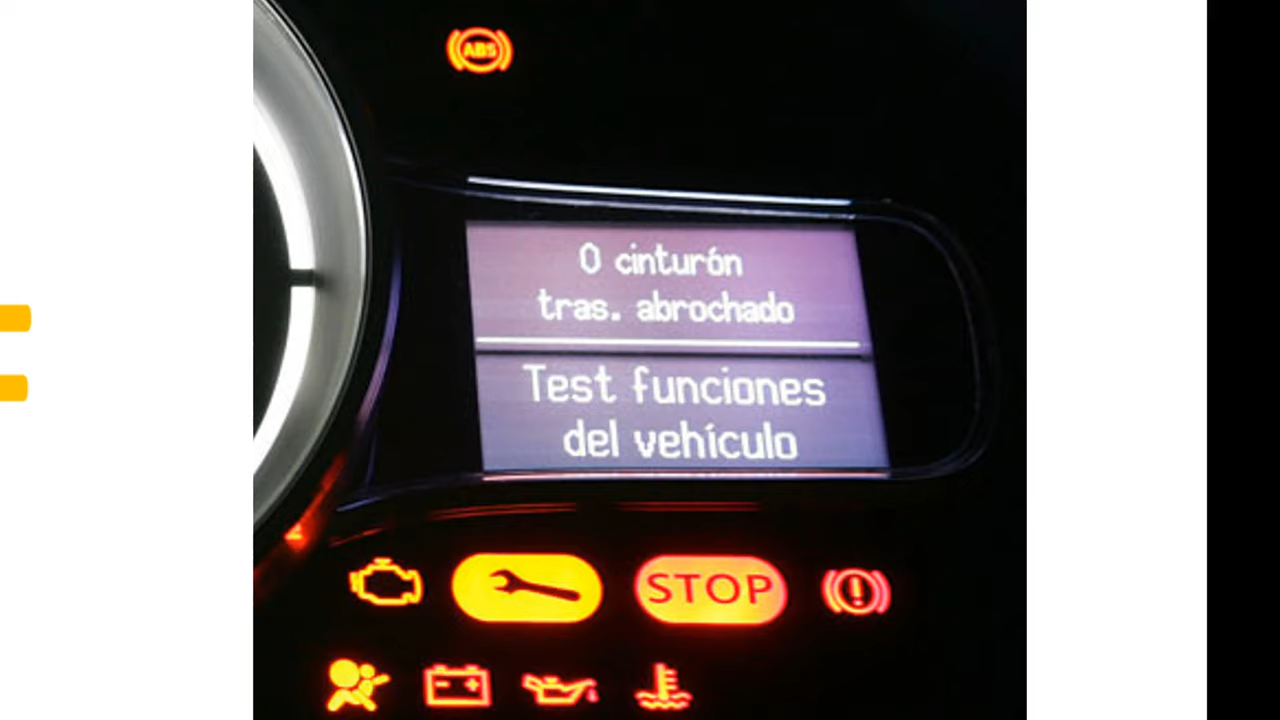 ABS
0 cinturón
tras. abrochado
Test funciones
del vehículo
STOP